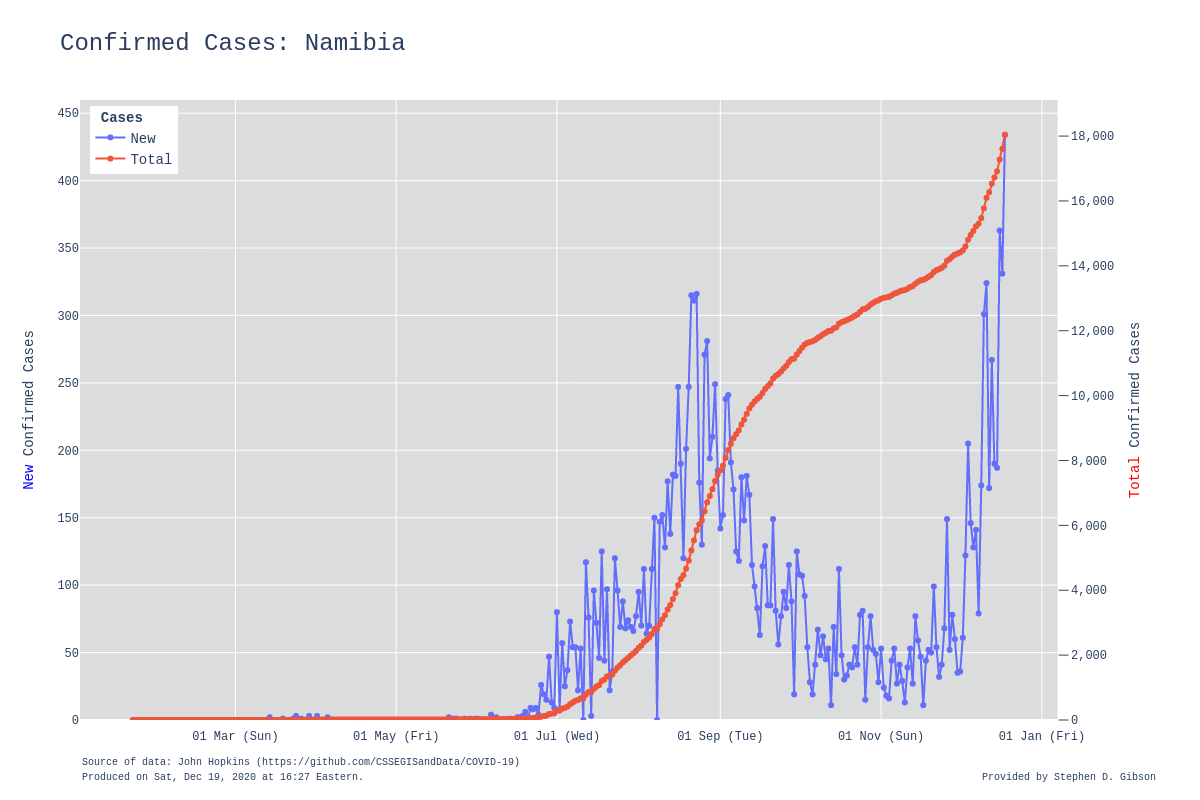 Confirmed Cases: Namibia
Cases
New
Total
450
400
350
300
250
200
150
100
50
0
18,000
16,000
14,000
12,000
10,000
8,000
6,000
4,000
2,000
0
New Confirmed Cases
Total Confirmed Cases
01 Mar (Sun)
01 May (Fri)
01 Jul (Wed)
01 Sep (Tue)
01 Nov (Sun)
01 Jan (Fri)
Source of data: John Hopkins (https://github.com/CSSEGISandData/COVID-19)
Produced on Sat, Dec 19, 2020 at 16:27 Eastern.
Provided by Stephen D. Gibson